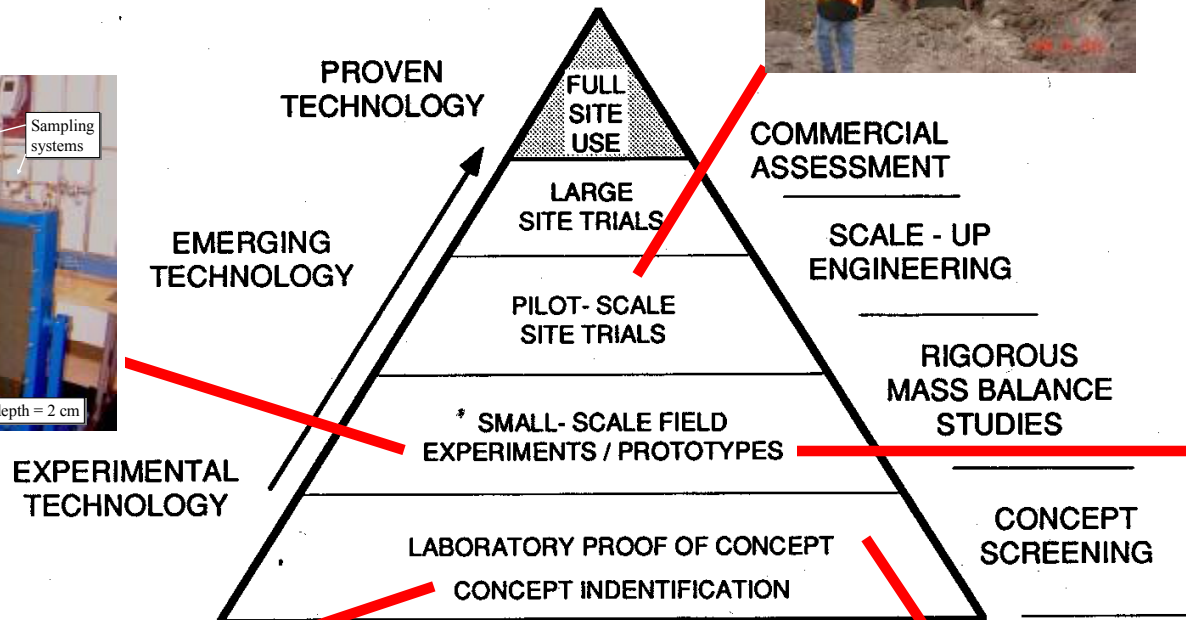 PROVEN
TECHNOLOGY
FULL
SITE
USE
Sampling
systems
COMMERCIAL
ASSESSMENT
LARGE
SITE TRIALS
EMERGING
TECHNOLOGY
SCALE - UP
ENGINEERING
PILOT- SCALE
SITE TRIALS
RIGOROUS
MASS BALANCE
STUDIES
depth = 2 cm
* SMALL- SCALE FIELD
EXPERIMENTS / PROTOTYPES
EXPERIMENTAL
TECHNOLOGY
CONCEPT
SCREENING
LABORATORY PROOF OF CONCEPT
CONCEPT INDENTIFICATION